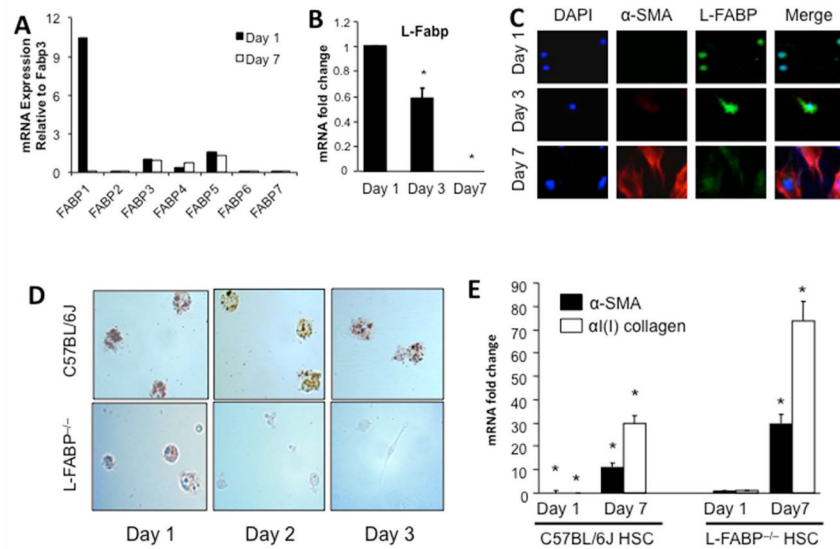 A
12
9
6
3
0
mRNA Expression
Relative to Fabp3
Day 1
Day 7
FABP1
FABP2
FABP3
FABP4
FABP5
FABP6
FABP7
B
L-Fabp
1.2
1
0.8
0.6
0.4
0.2
0
mRNA fold change
*
*
Day 1 Day 3 Day7
C
DAPI α-SMA L-FABP Merge
Day 1
Day 3
Day 7
D
C57BL/6J
L-FABP–/–
Day 1 Day 2 Day 3
E
90
80
70
60
50
40
30
20
10
0
mRNA fold change
α-SMA
αI(I) collagen
* * * * * *
Day 1 Day 7 Day 1 Day7
C57BL/6J HSC L-FABP–/– HSC